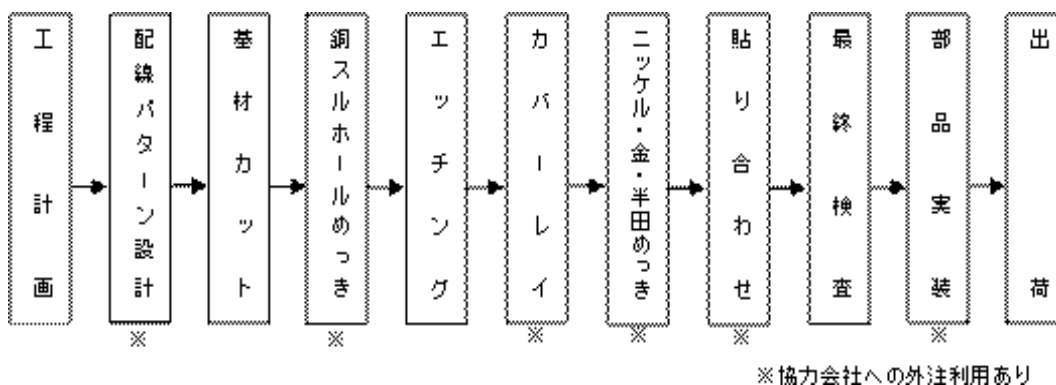 工程計画
配線パターン設計
基材カット
銅スルホールめっき
エッチング
カバーレイ
ニッケル・金・半田めっき
貼り合わせ
最終検査
部品実装
出荷
※
※
※
※
※
※
※協力会社への外注利用あり